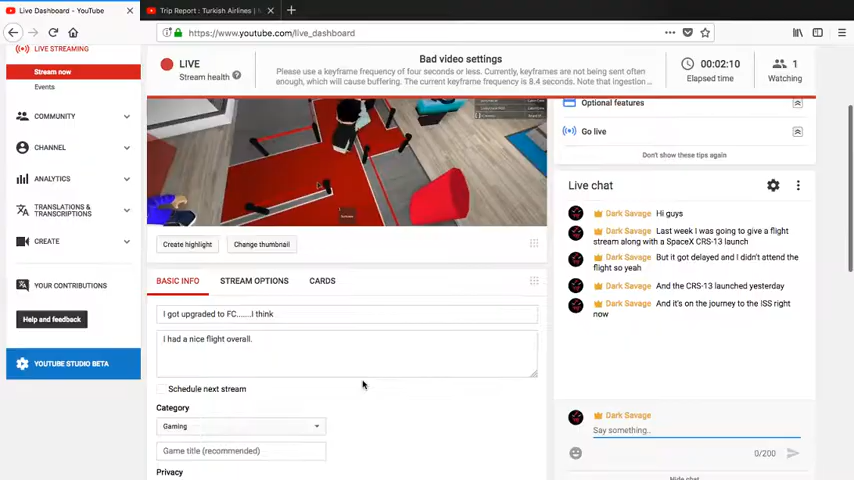 Live Dashboard - YouTube
Trip Report : Turkish Airlines |
https://www.youtube.com/live_dashboard
LIVE STREAMING
Stream now
Events
COMMUNITY
CHANNEL
ANALYTICS
TRANSLATIONS &
TRANSCRIPTIONS
CREATE
YOUR CONTRIBUTIONS
Help and feedback
YOUTUBE STUDIO BETA
LIVE
Stream health
Bad video settings
Please use a keyframe frequency of four seconds or less. Currently, keyframes are not being sent often
enough, which will cause buffering. The current keyframe frequency is 8.4 seconds. Note that ingestion
00:02:10
Elapsed time
1
Watching
Create highlight
Change thumbnail
BASIC INFO
STREAM OPTIONS
CARDS
I got upgraded to FC......I think
I had a nice flight overall.
Schedule next stream
Category
Gaming
Game title (recommended)
Privacy
Optional features
Go live
Don't show these tips again
Live chat
Dark Savage Hi guys
Dark Savage Last week I was going to give a flight
stream along with a SpaceX CRS-13 launch
Dark Savage But it got delayed and I didn't attend the
flight so yeah
Dark Savage And the CRS-13 launched yesterday
Dark Savage And it's on the journey to the ISS right
now
Dark Savage
Say something..
0/200
Hide chat